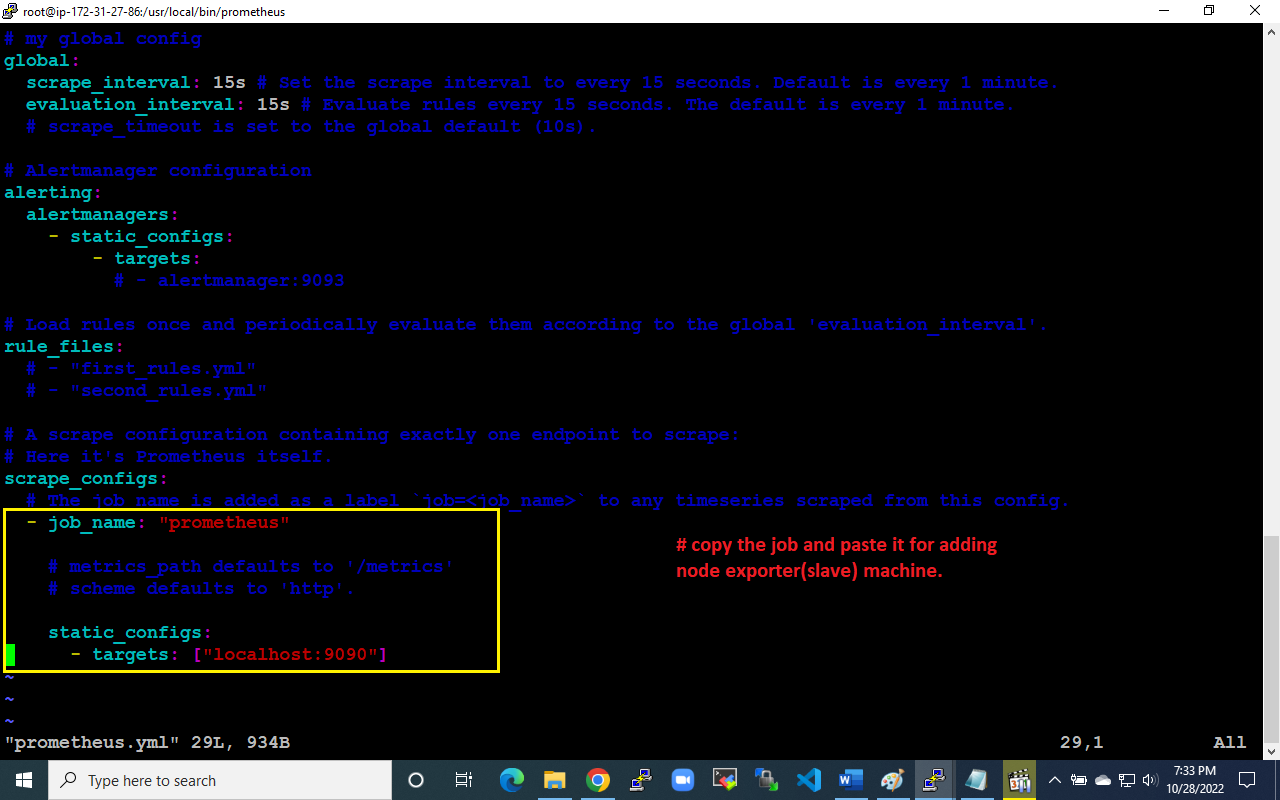 root@ip-172-31-27-86:/usr/local/bin/prometheus
# my global config
global:
  scrape_interval: 15s # Set the scrape interval to every 15 seconds. Default is every 1 minute.
  evaluation_interval: 15s # Evaluate rules every 15 seconds. The default is every 1 minute.
  # scrape_timeout is set to the global default (10s).
# Alertmanager configuration
alerting:
  alertmanagers:
    - static_configs:
        - targets:
          # - alertmanager:9093
# Load rules once and periodically evaluate them according to the global 'evaluation_interval'.
rule_files:
  # - "first_rules.yml"
  # - "second_rules.yml"
# A scrape configuration containing exactly one endpoint to scrape:
# Here it's Prometheus itself.
scrape_configs:
  # The job name is added as a label `job=<job_name>` to any timeseries scraped from this config.
  - job_name: "prometheus"
    # metrics_path defaults to '/metrics'
    # scheme defaults to 'http'.
    static_configs:
      - targets: ["localhost:9090"]
# copy the job and paste it for adding
node exporter(slave) machine.
~
~
~
"prometheus.yml" 29L, 934B 29,1 All
Type here to search
7:33 PM
10/28/2022